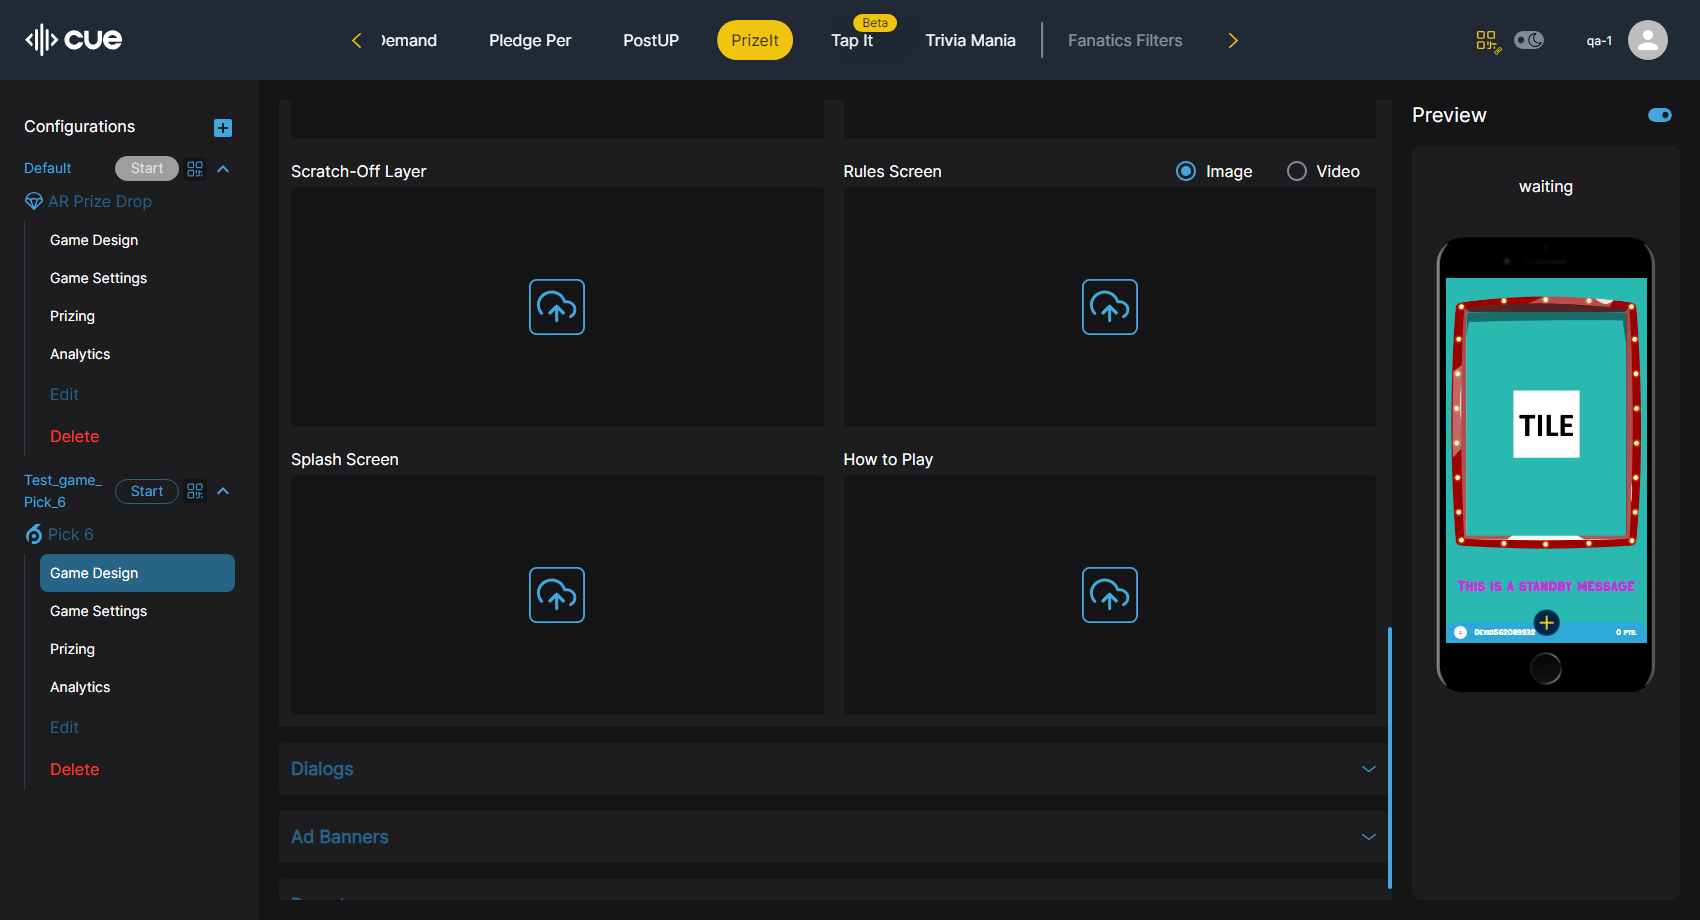 cue
Demand
Pledge Per
PostUP
PrizeIt
Beta
Tap It
Trivia Mania
Fanatics Filters
qa-1
Configurations
Default
Start
AR Prize Drop
Game Design
Game Settings
Prizing
Analytics
Edit
Delete
Test_game_
Pick_6
Start
Pick 6
Game Design
Game Settings
Prizing
Analytics
Edit
Delete
Scratch-Off Layer
Rules Screen
Image
Video
Splash Screen
How to Play
Dialogs
Ad Banners
Preview
waiting
TILE
This is a standby message
0 pts.